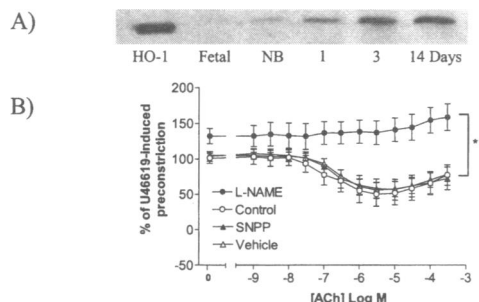 A)
HO-1 Fetal NB 1 3 14 Days
B)
% of U46619-induced
preconstriction
200
150
100
50
0
-50
L-NAME
Control
SNPP
Vehicle
*
0 -9 -8 -7 -6 -5 -4 -3
[ACh] Log M